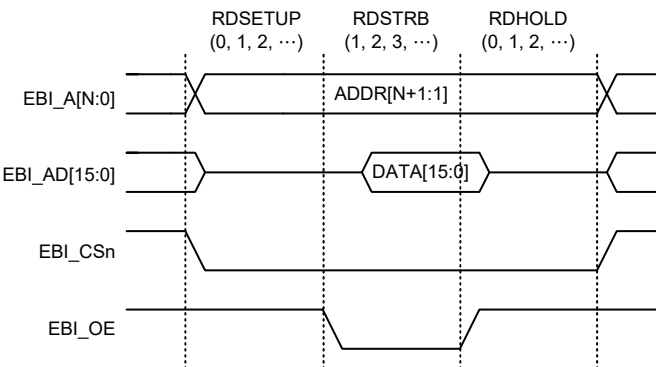 RDSETUP RDSTRB RDHOLD
(0, 1, 2, ⋯) (1, 2, 3, ⋯) (0, 1, 2, ⋯)
EBI_A[N:0] ADDR[N+1:1]
EBI_AD[15:0] DATA[15:0]
EBI_CSn
EBI_OE